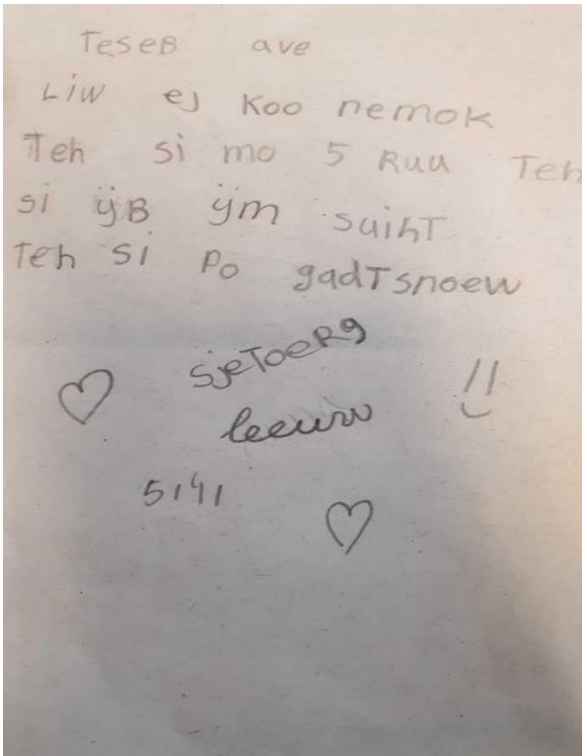 TeseB ave
Liw ej Koo nemok
Teh si mo 5 Ruu Teh
si ÿB ÿm suihT
Teh Si Po gadTsnoew
sjeToeRg
leeuw
5141